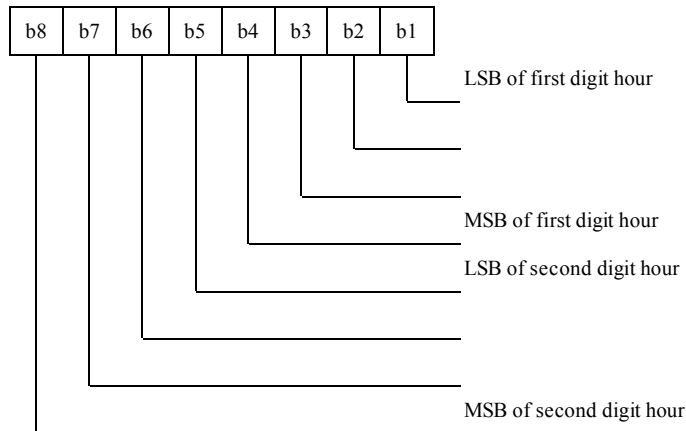 b8 b7 b6 b5 b4 b3 b2 b1
LSB of first digit hour
MSB of first digit hour
LSB of second digit hour
MSB of second digit hour